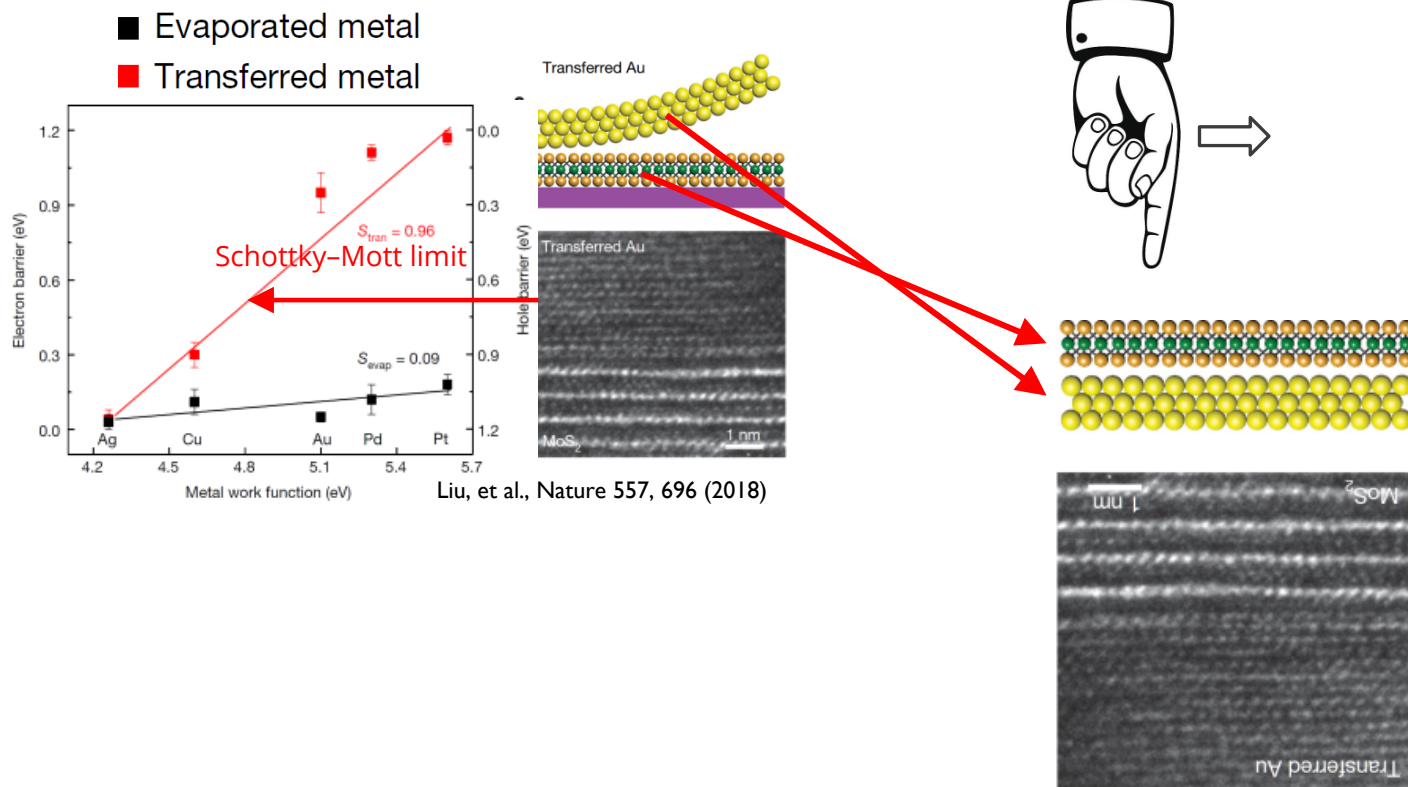 Evaporated metal
Transferred metal
Electron barrier (eV)
1.2
0.9
0.6
0.3
0.0
0.0
0.3
0.6
0.9
1.2
Hole barrier (eV)
S_tran = 0.96
Schottky–Mott limit
S_evap = 0.09
Ag Cu Au Pd Pt
4.2 4.5 4.8 5.1 5.4 5.7
Metal work function (eV)
Transferred Au
Transferred Au
MoS₂
1 nm
Liu, et al., Nature 557, 696 (2018)
1 nm
MoS₂
Transferred Au